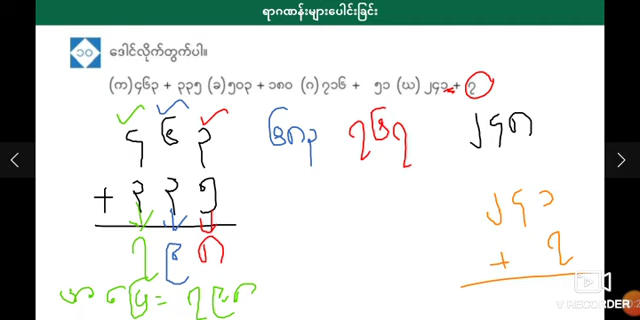 ရာဂဏန်းများပေါင်းခြင်း
၁၀ ဒေါင်လိုက်တွက်ပါ။
(က) ၄၆၃ + ၃၃၅ (ခ) ၅၀၃ + ၁၈၀ (ဂ) ၇၁၆ + ၅၁ (ဃ) ၂၄၁ + ၇
၄၆၃ ၆၈၃ ၇၆၇ ၂၄၈
+ ၃၃၅
၇၉၈
အဖြေ = ၇၉၈
၂၄၁
+ ၇
V RECORDER